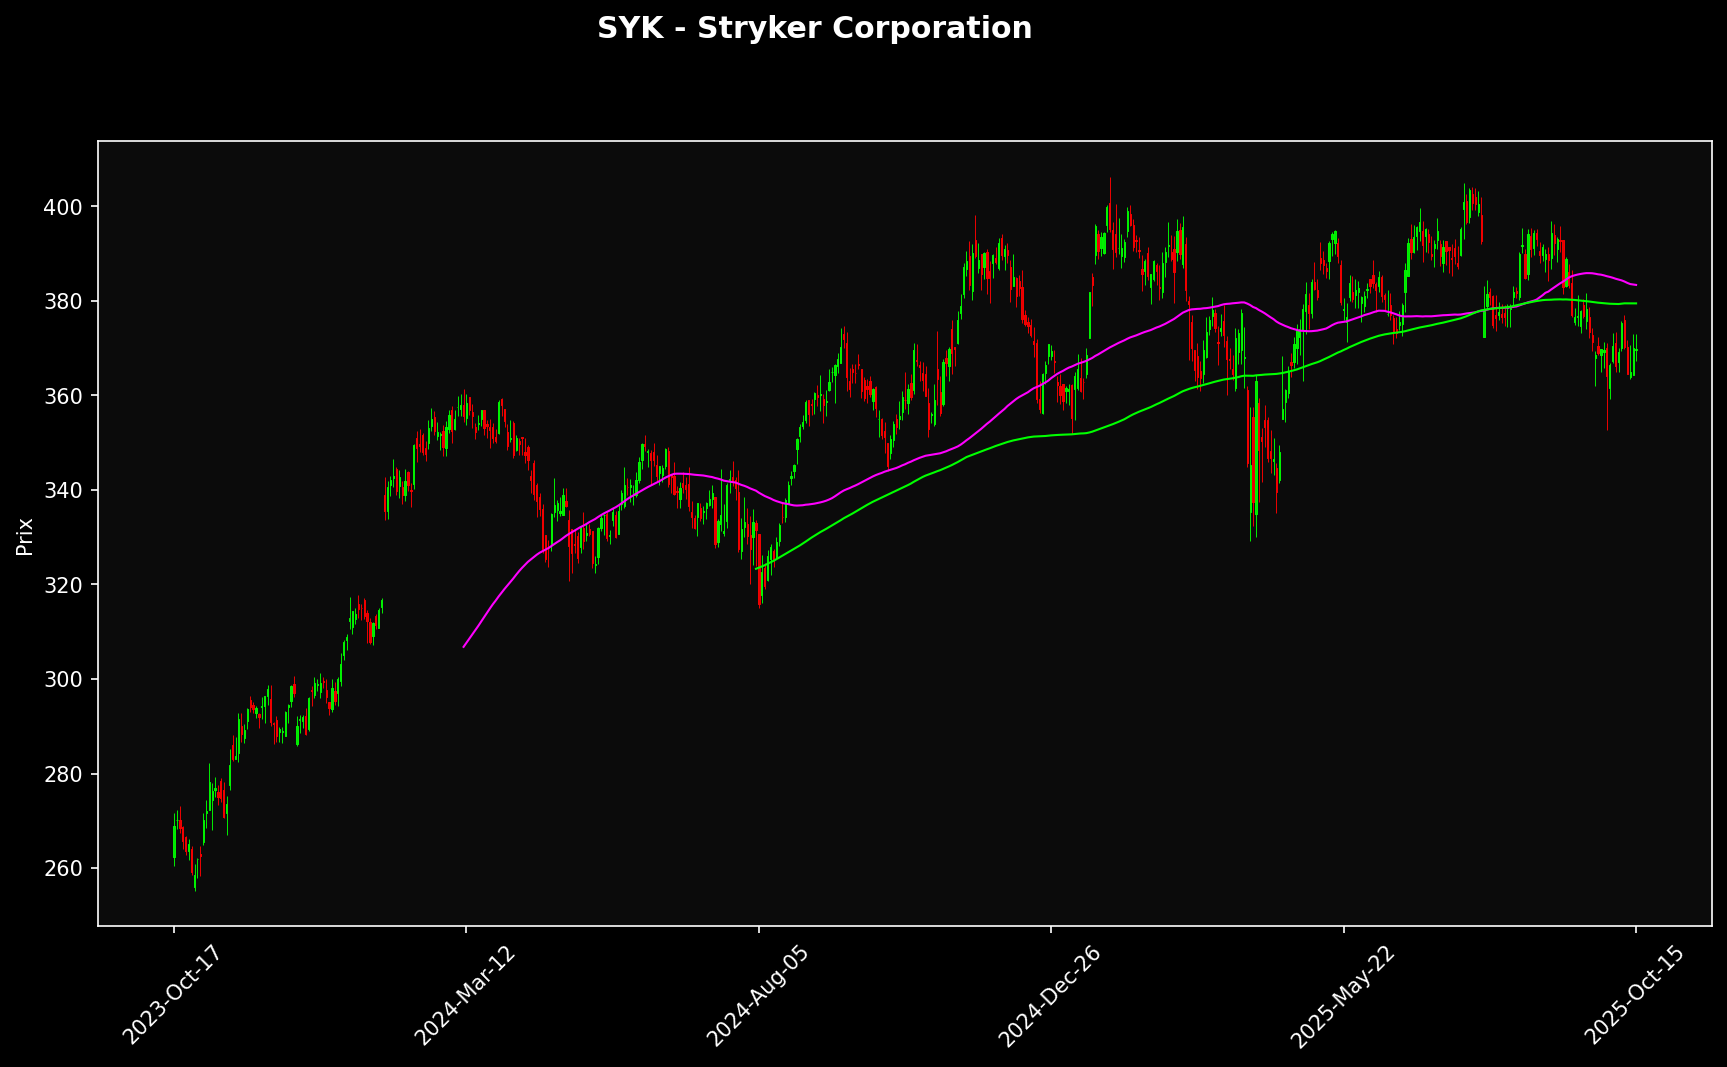 SYK - Stryker Corporation
Prix
400
380
360
340
320
300
280
260
2023-Oct-17
2024-Mar-12
2024-Aug-05
2024-Dec-26
2025-May-22
2025-Oct-15